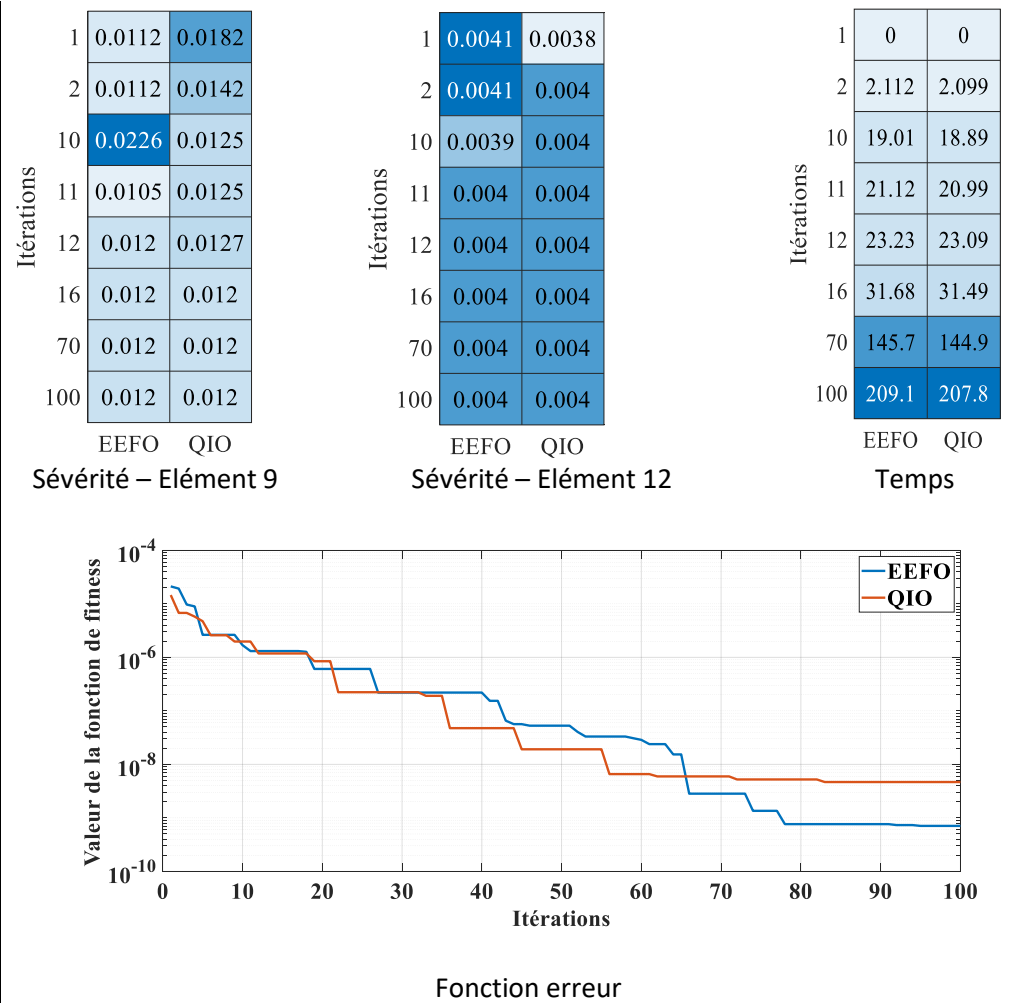 Itérations
1 0.0112 0.0182
2 0.0112 0.0142
10 0.0226 0.0125
11 0.0105 0.0125
12 0.012 0.0127
16 0.012 0.012
70 0.012 0.012
100 0.012 0.012
EEFO QIO
Sévérité – Elément 9
Itérations
1 0.0041 0.0038
2 0.0041 0.004
10 0.0039 0.004
11 0.004 0.004
12 0.004 0.004
16 0.004 0.004
70 0.004 0.004
100 0.004 0.004
EEFO QIO
Sévérité – Elément 12
Itérations
1 0 0
2 2.112 2.099
10 19.01 18.89
11 21.12 20.99
12 23.23 23.09
16 31.68 31.49
70 145.7 144.9
100 209.1 207.8
EEFO QIO
Temps
Valeur de la fonction de fitness
10^-4
10^-6
10^-8
10^-10
EEFO
QIO
0 10 20 30 40 50 60 70 80 90 100
Itérations
Fonction erreur